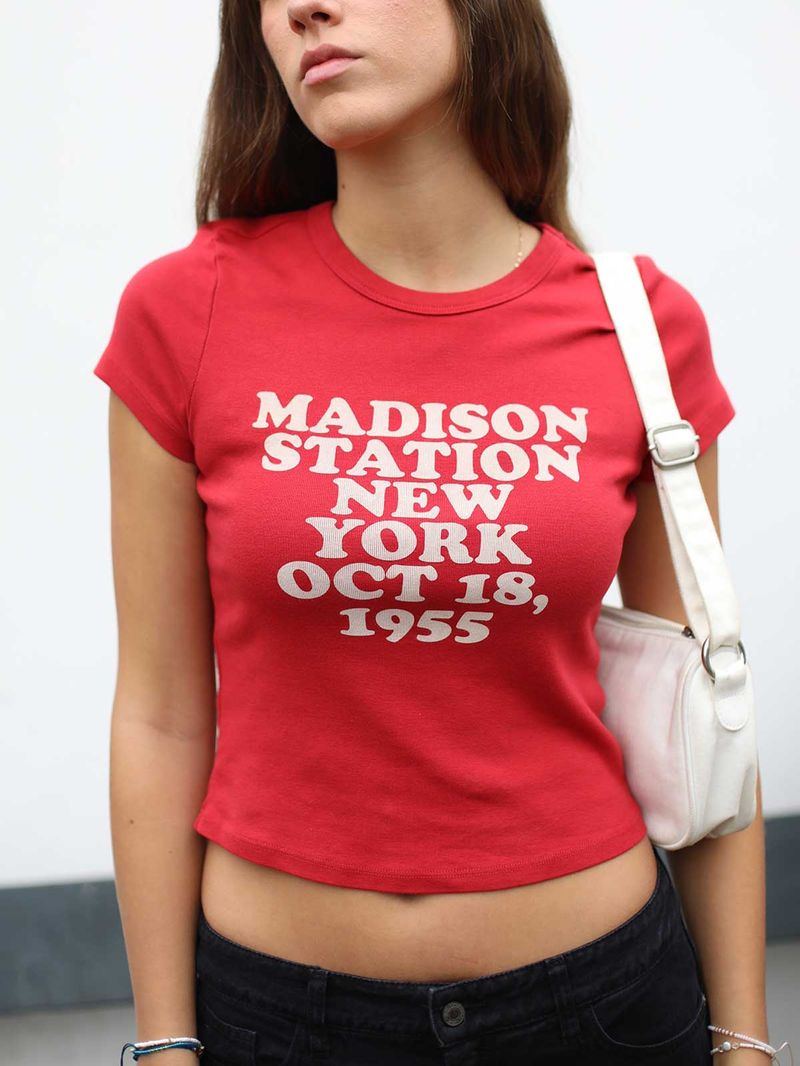 MADISON
STATION
NEW
YORK
OCT 18,
1955